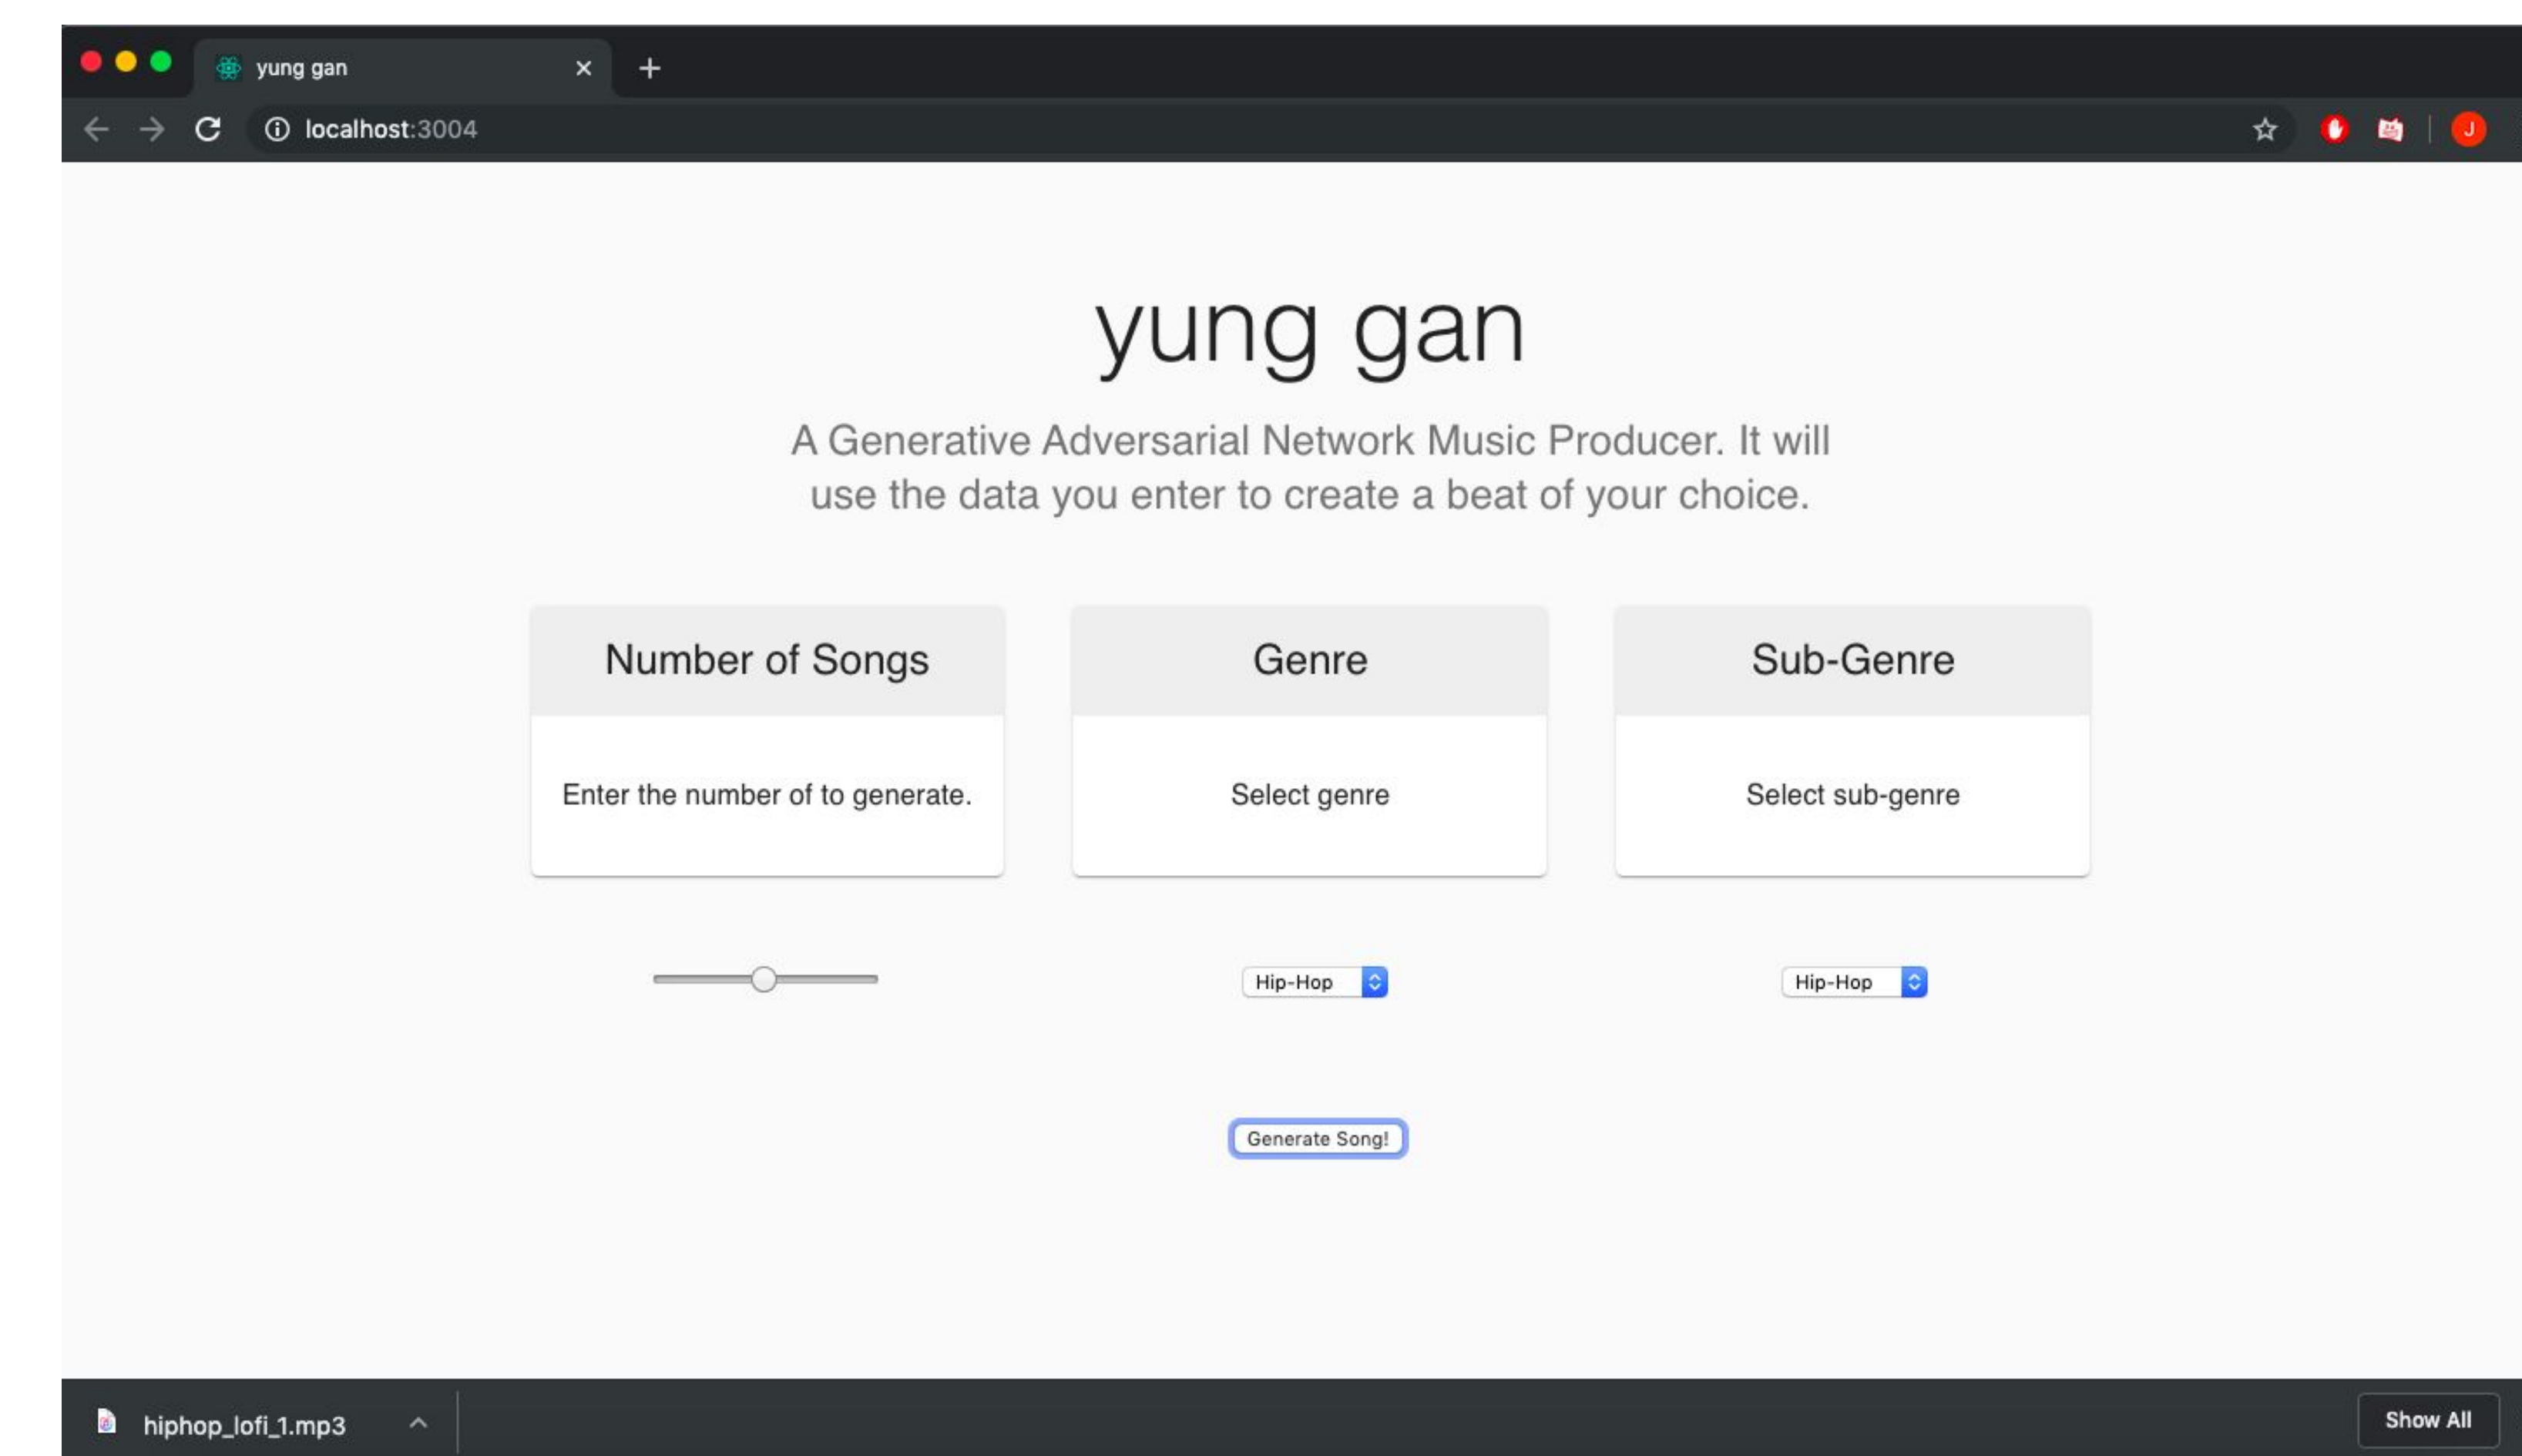 yung gan
localhost:3004
J
yung gan
A Generative Adversarial Network Music Producer. It will
use the data you enter to create a beat of your choice.
Number of Songs
Enter the number of to generate.
Genre
Select genre
Sub-Genre
Select sub-genre
Hip-Hop
Hip-Hop
Generate Song!
hiphop_lofi_1.mp3
Show All